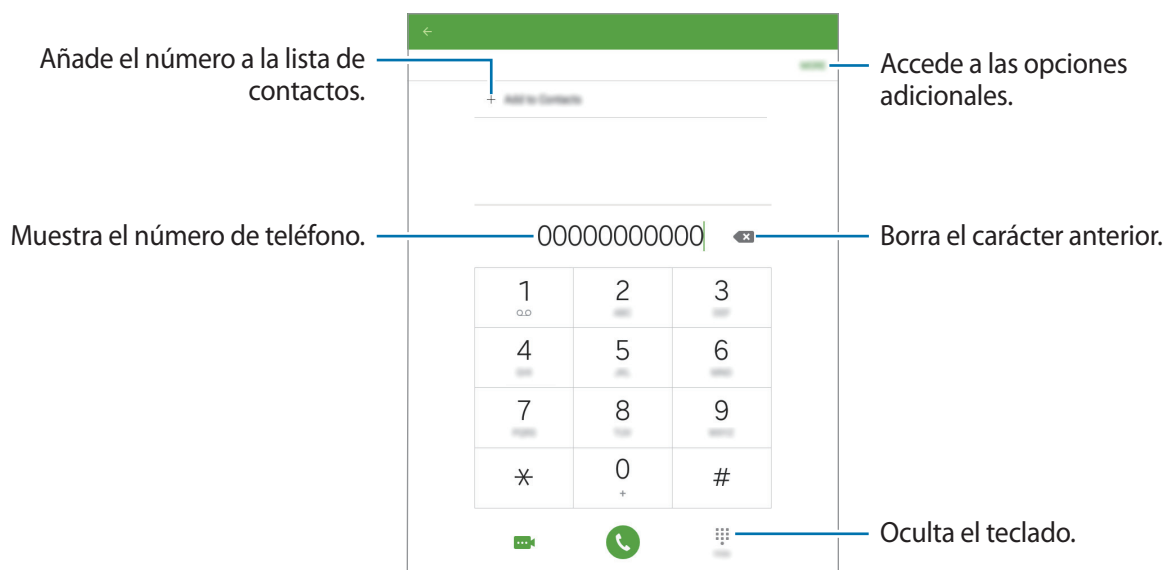 Añade el número a la lista de
contactos.
MORE
Accede a las opciones
adicionales.
+ Add to Contacts
Muestra el número de teléfono.
00000000000
Borra el carácter anterior.
1 2 3
ABC DEF
4 5 6
GHI JKL MNO
7 8 9
PQRS TUV WXYZ
* 0 #
+
Oculta el teclado.